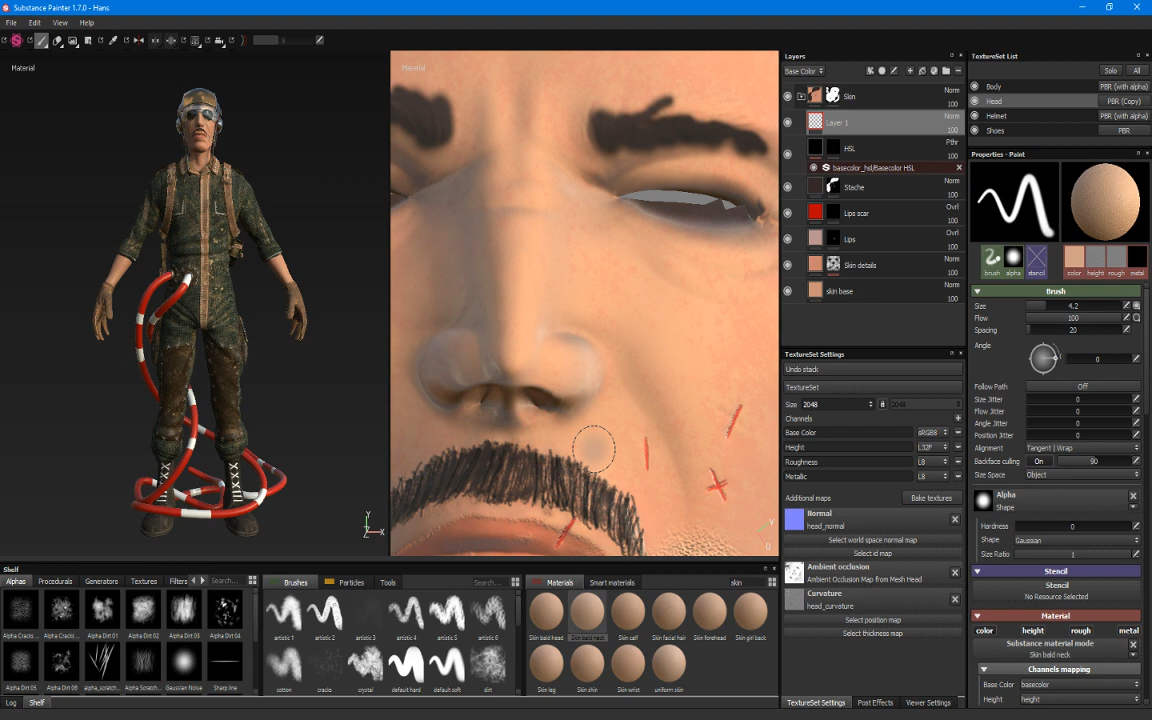 Substance Painter 1.7.0 - Hans
File Edit View Help
Material
Material
Layers
Base Color
Skin Norm 100
Layer 1 Norm 100
HSL Pthr 100
basecolor_hsl/Basecolor HSL
Stache Norm 100
Lips scar Ovrl 100
Lips Ovrl 100
Skin details Norm 100
skin base Norm 100
TextureSet Settings
Undo stack
TextureSet
Size 2048 2048
Channels
Base Color sRGB8
Height L32F
Roughness L8
Metallic L8
Additional maps Bake textures
Normal
head_normal
Select world space normal map
Select id map
Ambient occlusion
Ambient Occlusion Map from Mesh Head
Curvature
head_curvature
Select position map
Select thickness map
TextureSet Settings Post Effects Viewer Settings
TextureSet List
Solo All
Body PBR (with alpha)
Head PBR (Copy)
Helmet PBR (with alpha)
Shoes PBR
Properties - Paint
brush alpha stencil color height rough metal
Brush
Size 4.2
Flow 100
Spacing 20
Angle 0
Follow Path Off
Size Jitter 0
Flow Jitter 0
Angle Jitter 0
Position Jitter 0
Alignment Tangent | Wrap
Backface culling On 90
Size Space Object
Alpha
Shape
Hardness 0
Shape Gaussian
Size Ratio 1
Stencil
Stencil
No Resource Selected
Material
color height rough metal
Substance material mode
Skin bald neck
Channels mapping
Base Color basecolor
Height height
Y
Z X
V
U
Shelf
Alphas Procedurals Generators Textures Filters Search...
Alpha Cracks ... Alpha Cracks ... Alpha Dirt 01 Alpha Dirt 02 Alpha Dirt 03 Alpha Dirt 04
Alpha Dirt 05 Alpha Dirt 06 alpha_scratch... Alpha Scratch... Gaussian Noise Sharp line
Brushes Particles Tools Search...
artistic 1 artistic 2 artistic 3 artistic 4 artistic 5 artistic 6
cotton cracks crystal default hard default soft dirt
Materials Smart materials skin
Skin bald head Skin bald neck Skin calf Skin facial hair Skin forehead Skin girl back
Skin leg Skin shin Skin wrist uniform skin
Log Shelf